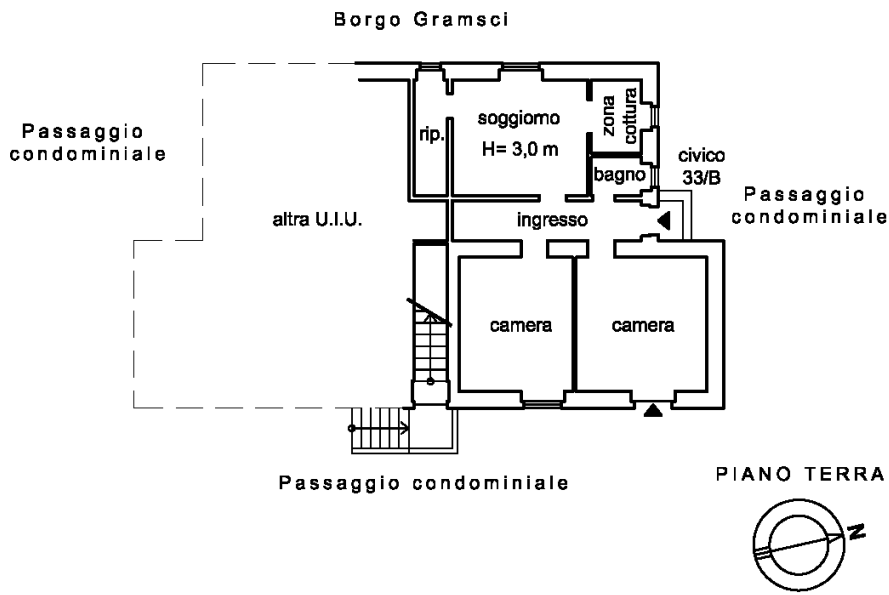 Borgo Gramsci
Passaggio
condominiale
rip.
soggiorno
H= 3,0 m
zona
cottura
bagno
civico
33/B
Passaggio
condominiale
altra U.I.U.
ingresso
camera
camera
Passaggio condominiale
PIANO TERRA
N